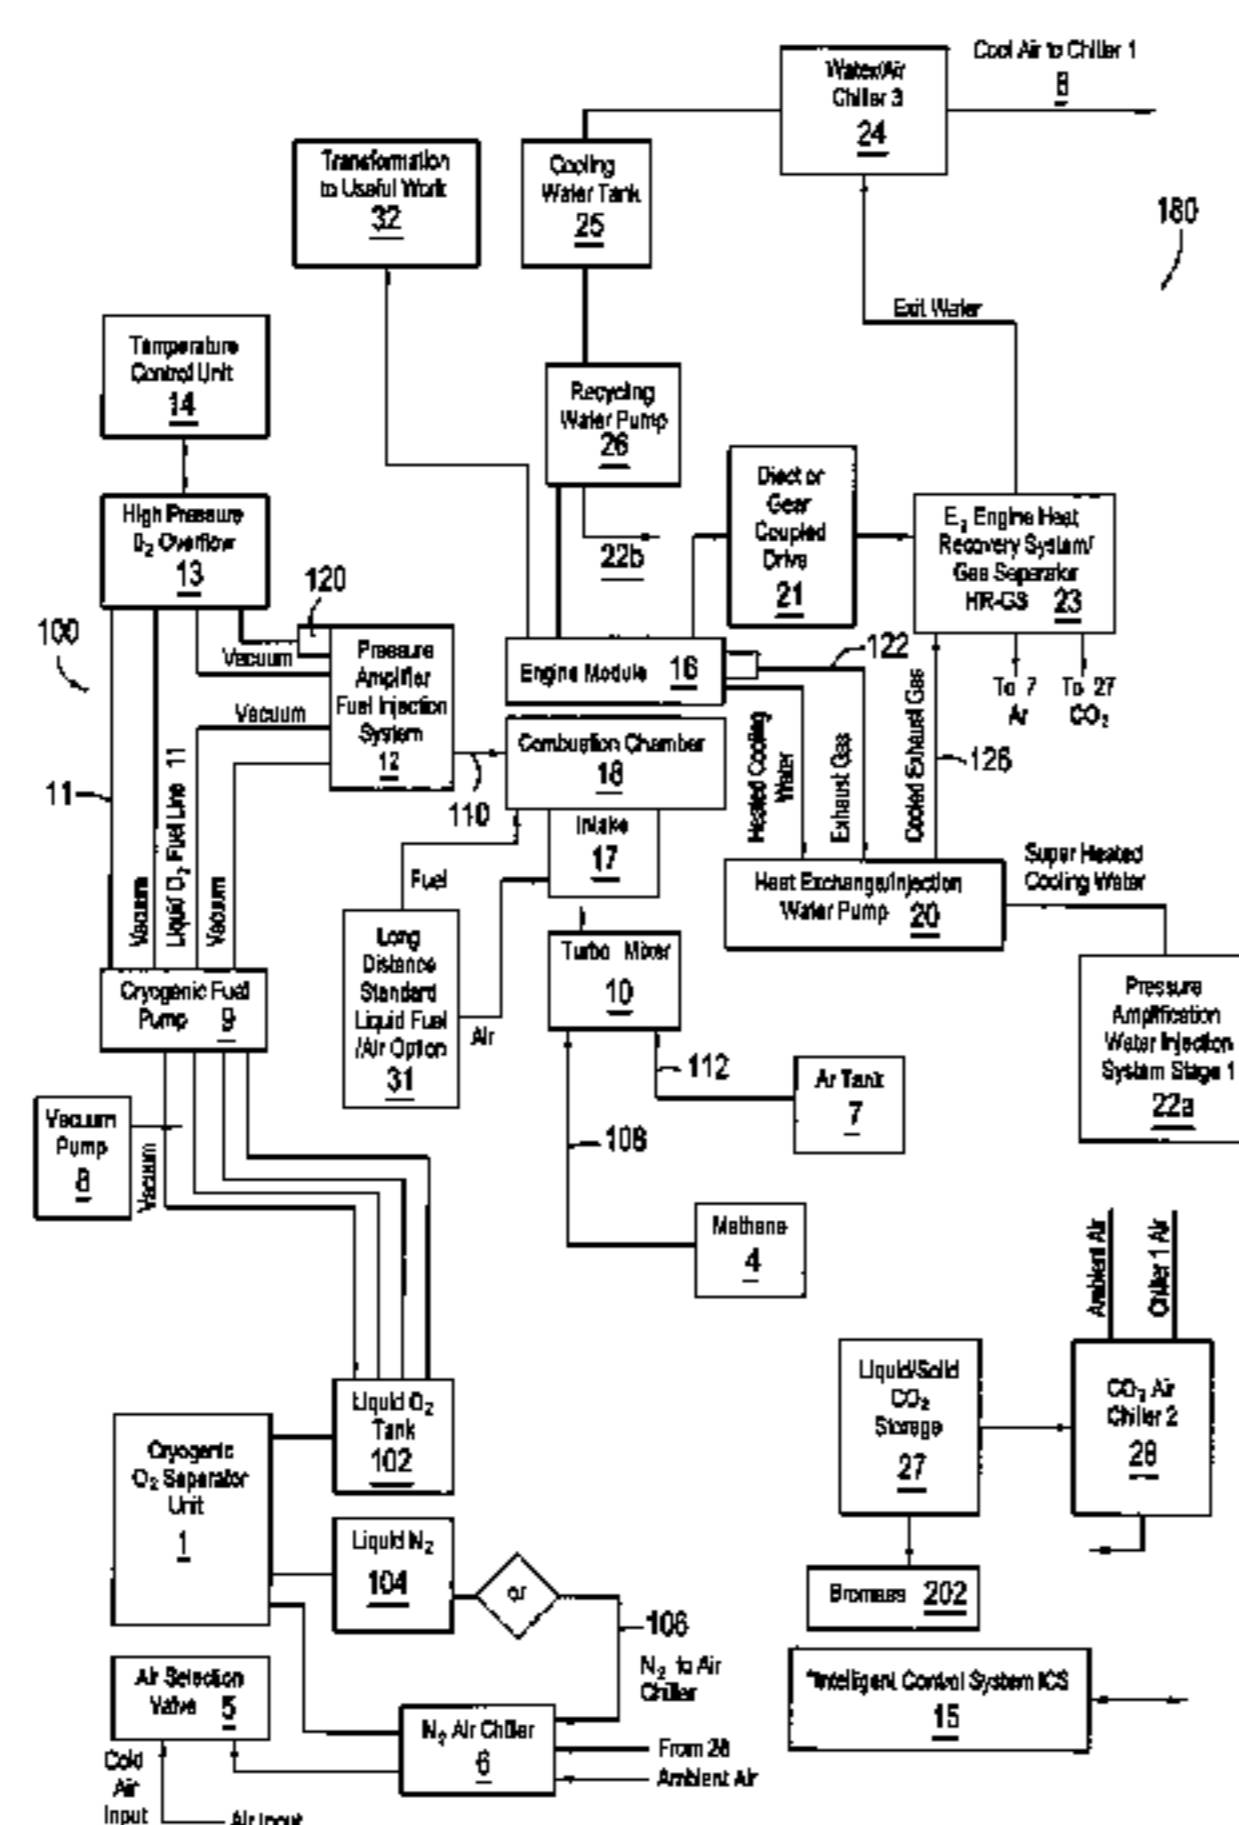 Cool Air to Chiller 1
6
Water/Air
Chiller 3
24
180
Transformation
to Useful Work
32
Cooling
Water Tank
25
Exit Water
Temperature
Control Unit
14
Recycling
Water Pump
26
22b
Diect or
Gear
Coupled
Drive
21
High Pressure
0₂ Overflow
13
E₂ Engine Heat
Recovery System/
Gas Separator
HR-GS 23
120
100
Vacuum
Pressure
Amplifier
Fuel Injection
System
12
Engine Module 16
122
To 7
Ar
To 27
CO₂
Vacuum
Combustion Chamber
18
110
11
Heated Cooling
Water
Exhaust Gas
Cooled Exhaust Gas
126
Vacuum
Liquid O₂ Fuel Line 11
Vacuum
Intake
17
Fuel
Heat Exchange/Injection
Water Pump 20
Super Heated
Cooling Water
Long
Distance
Standard
Liquid Fuel
/Air Option
31
Air
Turbo Mixer
10
Cryogenic Fuel
Pump 9
Pressure
Amplification
Water Injection
System Stage 1
22a
112
Ar Tank
7
Vacuum
Pump
8
Vacuum
108
Methane
4
Ambient Air
Chiller 1 Air
Liquid/Solid
CO₂
Storage
27
CO₂ Air
Chiller 2
28
Liquid O₂
Tank
102
Cryogenic
O₂ Separator
Unit
1
Liquid N₂
104
or
106
N₂ to Air
Chiller
Biomass 202
Air Selection
Valve 5
*Intelligent Control System ICS
15
N₂ Air Chiller
6
From 28
Ambient Air
Cold
Air
Input
Air Input